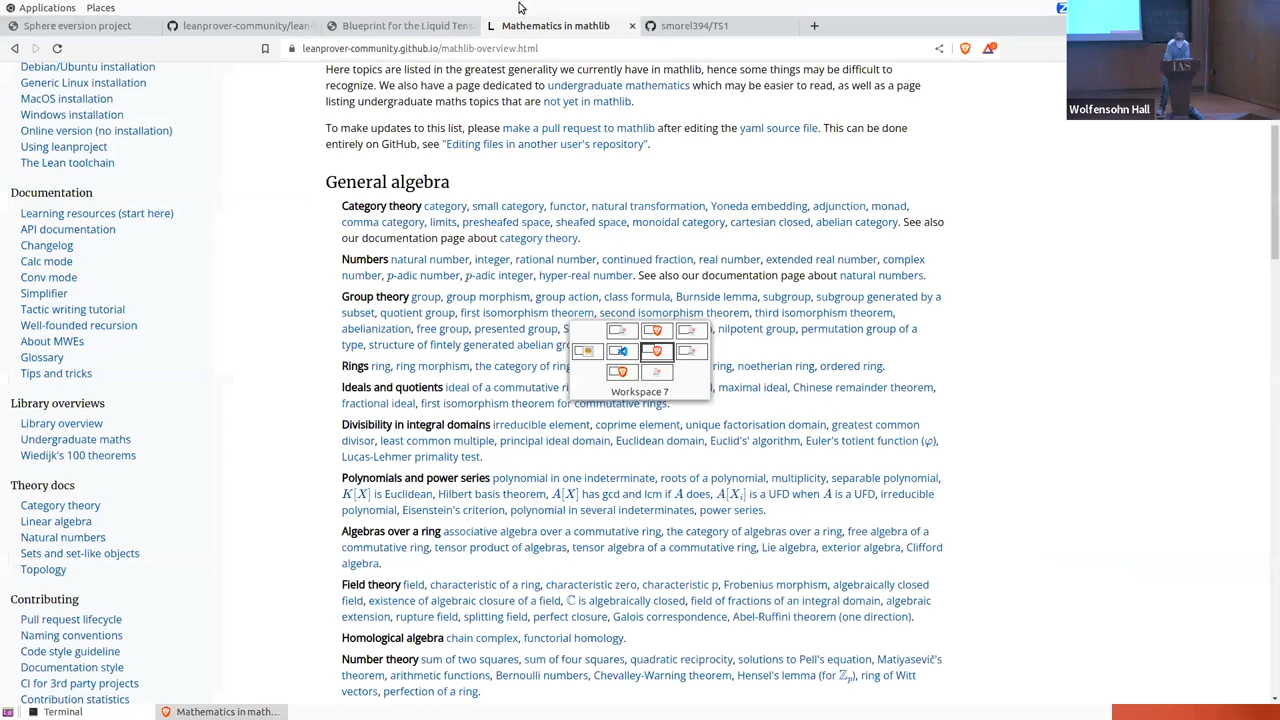 Applications Places
Sphere eversion project
leanprover-community/lean-l
Blueprint for the Liquid Tens
Mathematics in mathlib
smorel394/TS1
leanprover-community.github.io/mathlib-overview.html
IAS
Wolfensohn Hall
Debian/Ubuntu installation
Generic Linux installation
MacOS installation
Windows installation
Online version (no installation)
Using leanproject
The Lean toolchain
Documentation
Learning resources (start here)
API documentation
Changelog
Calc mode
Conv mode
Simplifier
Tactic writing tutorial
Well-founded recursion
About MWEs
Glossary
Tips and tricks
Library overviews
Library overview
Undergraduate maths
Wiedijk's 100 theorems
Theory docs
Category theory
Linear algebra
Natural numbers
Sets and set-like objects
Topology
Contributing
Pull request lifecycle
Naming conventions
Code style guideline
Documentation style
CI for 3rd party projects
Contribution statistics
Here topics are listed in the greatest generality we currently have in mathlib, hence some things may be difficult to
recognize. We also have a page dedicated to undergraduate mathematics which may be easier to read, as well as a page
listing undergraduate maths topics that are not yet in mathlib.
To make updates to this list, please make a pull request to mathlib after editing the yaml source file. This can be done
entirely on GitHub, see "Editing files in another user's repository".
General algebra
Category theory category, small category, functor, natural transformation, Yoneda embedding, adjunction, monad,
comma category, limits, presheafed space, sheafed space, monoidal category, cartesian closed, abelian category. See also
our documentation page about category theory.
Numbers natural number, integer, rational number, continued fraction, real number, extended real number, complex
number, p-adic number, p-adic integer, hyper-real number. See also our documentation page about natural numbers.
Group theory group, group morphism, group action, class formula, Burnside lemma, subgroup, subgroup generated by a
subset, quotient group, first isomorphism theorem, second isomorphism theorem, third isomorphism theorem,
abelianization, free group, presented group, S nilpotent group, permutation group of a
type, structure of fintely generated abelian gr
Rings ring, ring morphism, the category of ring ring, noetherian ring, ordered ring.
Ideals and quotients ideal of a commutative ri maximal ideal, Chinese remainder theorem,
fractional ideal, first isomorphism theorem for commutative rings.
Workspace 7
Divisibility in integral domains irreducible element, coprime element, unique factorisation domain, greatest common
divisor, least common multiple, principal ideal domain, Euclidean domain, Euclid's' algorithm, Euler's totient function (φ),
Lucas-Lehmer primality test.
Polynomials and power series polynomial in one indeterminate, roots of a polynomial, multiplicity, separable polynomial,
K[X] is Euclidean, Hilbert basis theorem, A[X] has gcd and lcm if A does, A[Xᵢ] is a UFD when A is a UFD, irreducible
polynomial, Eisenstein's criterion, polynomial in several indeterminates, power series.
Algebras over a ring associative algebra over a commutative ring, the category of algebras over a ring, free algebra of a
commutative ring, tensor product of algebras, tensor algebra of a commutative ring, Lie algebra, exterior algebra, Clifford
algebra.
Field theory field, characteristic of a ring, characteristic zero, characteristic p, Frobenius morphism, algebraically closed
field, existence of algebraic closure of a field, ℂ is algebraically closed, field of fractions of an integral domain, algebraic
extension, rupture field, splitting field, perfect closure, Galois correspondence, Abel-Ruffini theorem (one direction).
Homological algebra chain complex, functorial homology.
Number theory sum of two squares, sum of four squares, quadratic reciprocity, solutions to Pell's equation, Matiyasevič's
theorem, arithmetic functions, Bernoulli numbers, Chevalley-Warning theorem, Hensel's lemma (for ℤₚ), ring of Witt
vectors, perfection of a ring.
Terminal
Mathematics in math...